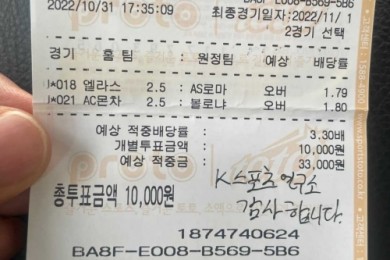 2022/10/31 17:35:09
BA8F-E008-B569-5B6
최종경기일자:2022/11/1
2경기 선택
경기 홈 팀 원정팀 예상 배당률
J*018 엘라스 2.5 : AS로마 오버 1.79
J*021 AC몬차 2.5 : 볼로냐 오버 1.80
예상 적중배당률 : 3.30배
개별투표금액 : 10,000원
예상 적중금 : 33,000원
총투표금액 10,000원
K스포츠연구소
감사합니다.
1874740624
BA8F-E008-B569-5B6